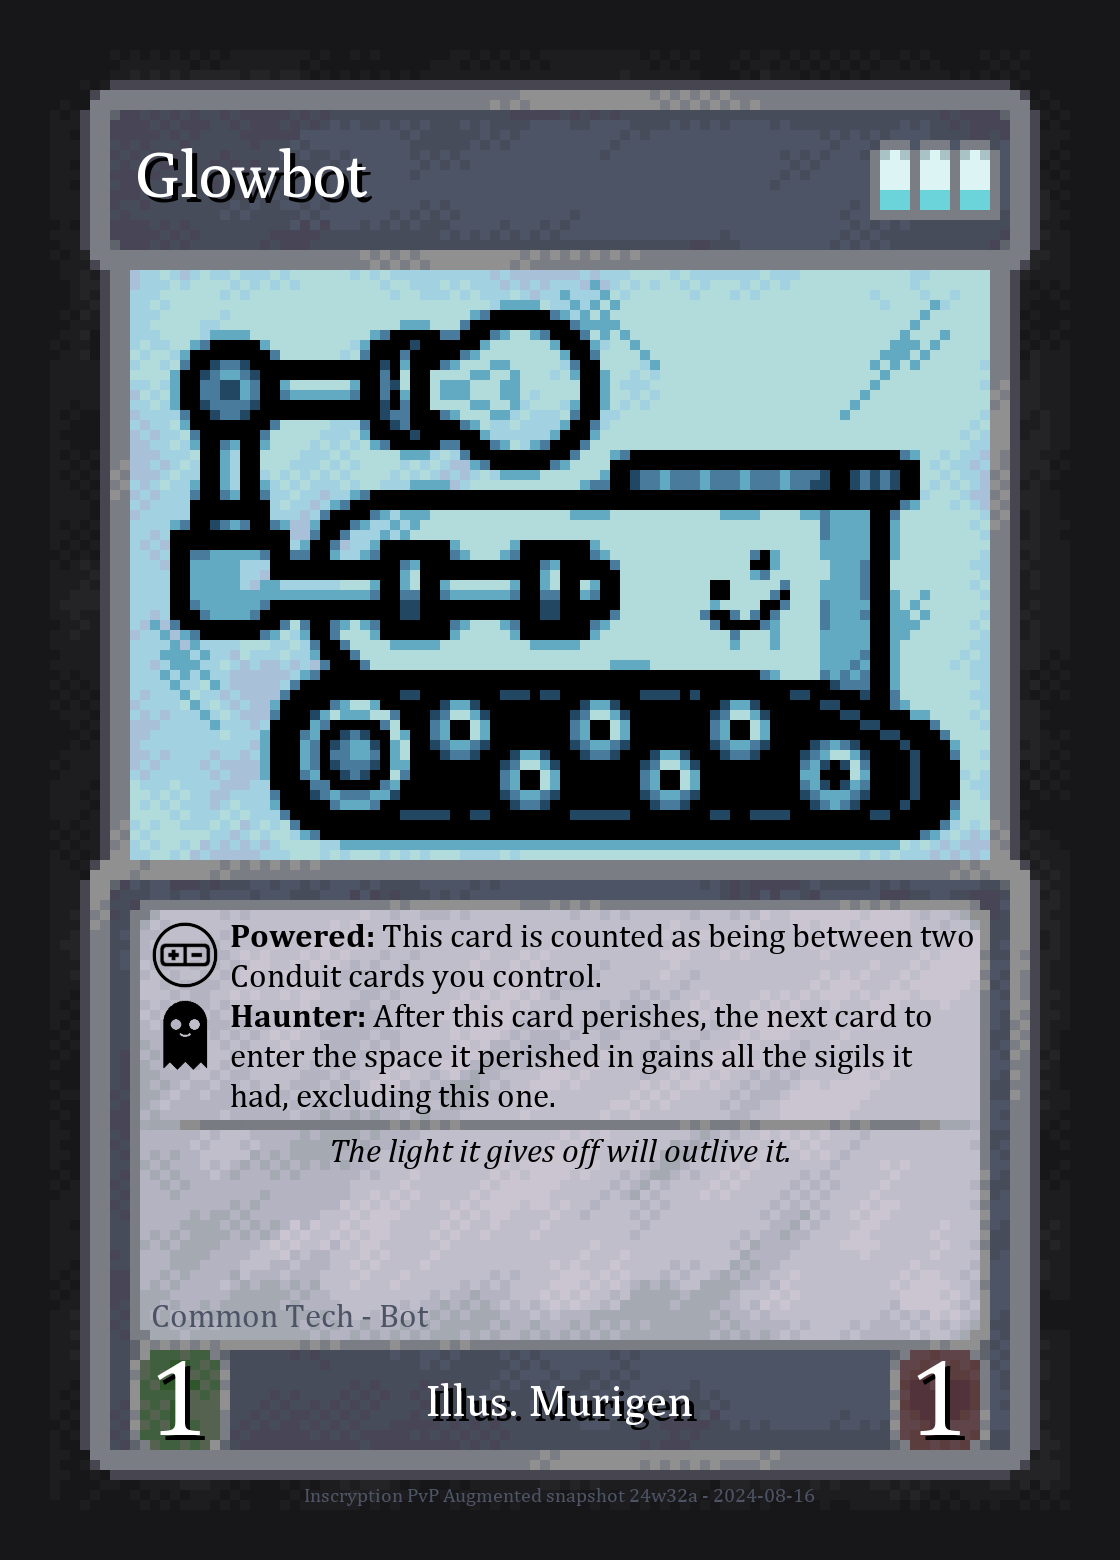 Glowbot
Powered: This card is counted as being between two
Conduit cards you control.
Haunter: After this card perishes, the next card to
enter the space it perished in gains all the sigils it
had, excluding this one.
The light it gives off will outlive it.
Common Tech - Bot
1 Illus. Murigen 1
Inscryption PvP Augmented snapshot 24w32a - 2024-08-16